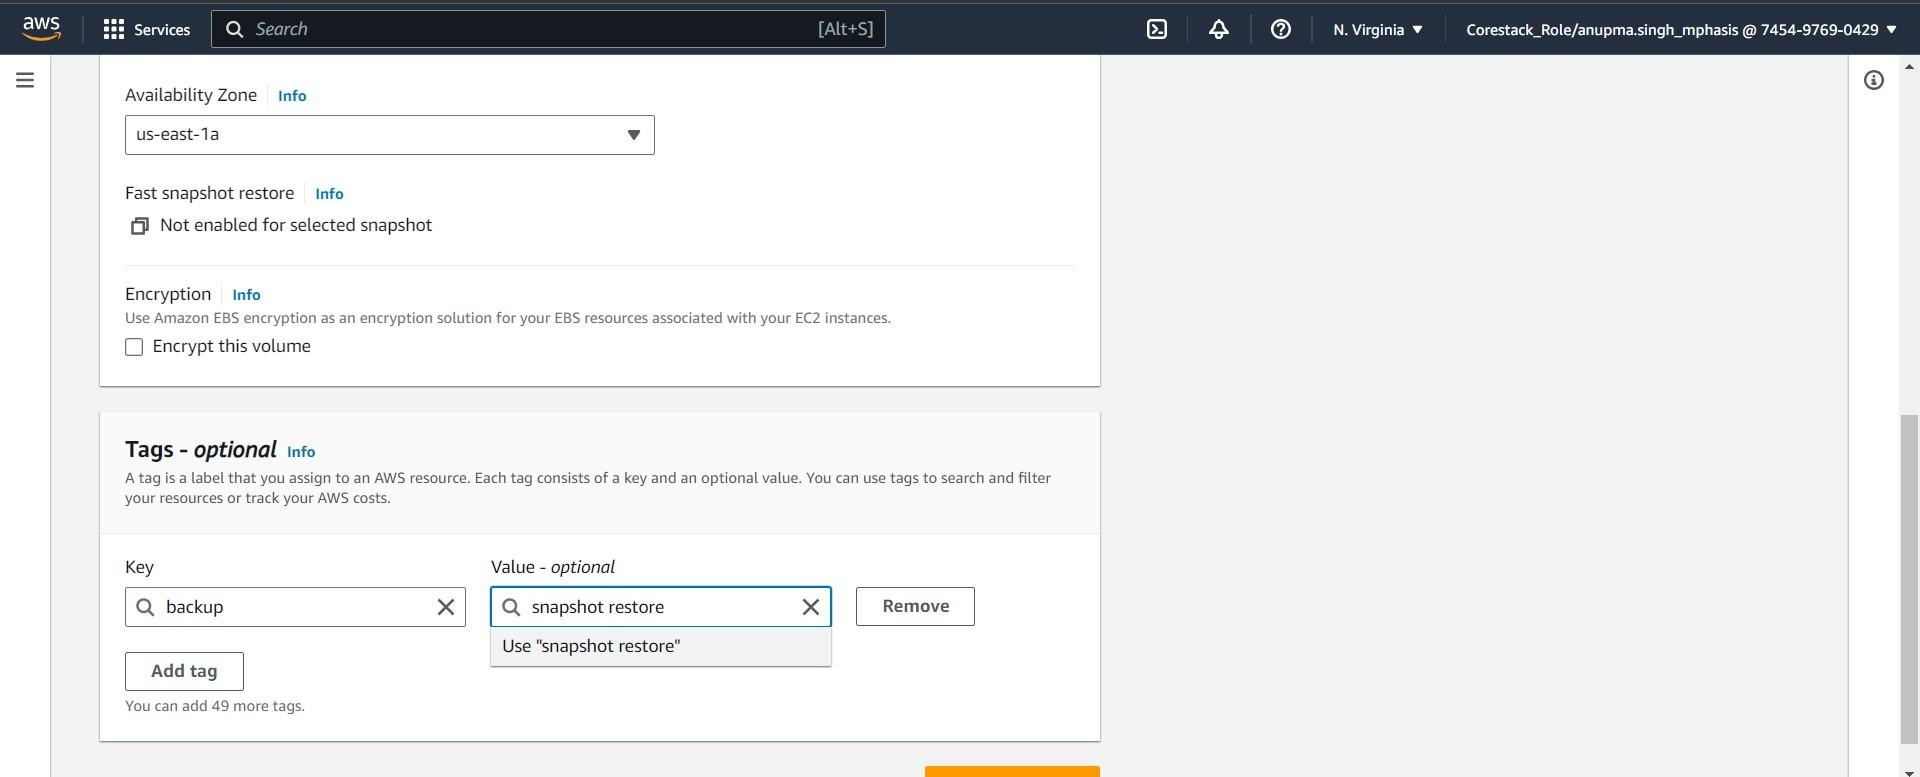 aws
Services
Search
[Alt+S]
N. Virginia
Corestack_Role/anupma.singh_mphasis @ 7454-9769-0429
Availability Zone
Info
us-east-1a
Fast snapshot restore
Info
Not enabled for selected snapshot
Encryption
Info
Use Amazon EBS encryption as an encryption solution for your EBS resources associated with your EC2 instances.
Encrypt this volume
Tags - optional
Info
A tag is a label that you assign to an AWS resource. Each tag consists of a key and an optional value. You can use tags to search and filter
your resources or track your AWS costs.
Key
Value - optional
backup
snapshot restore
Remove
Use "snapshot restore"
Add tag
You can add 49 more tags.